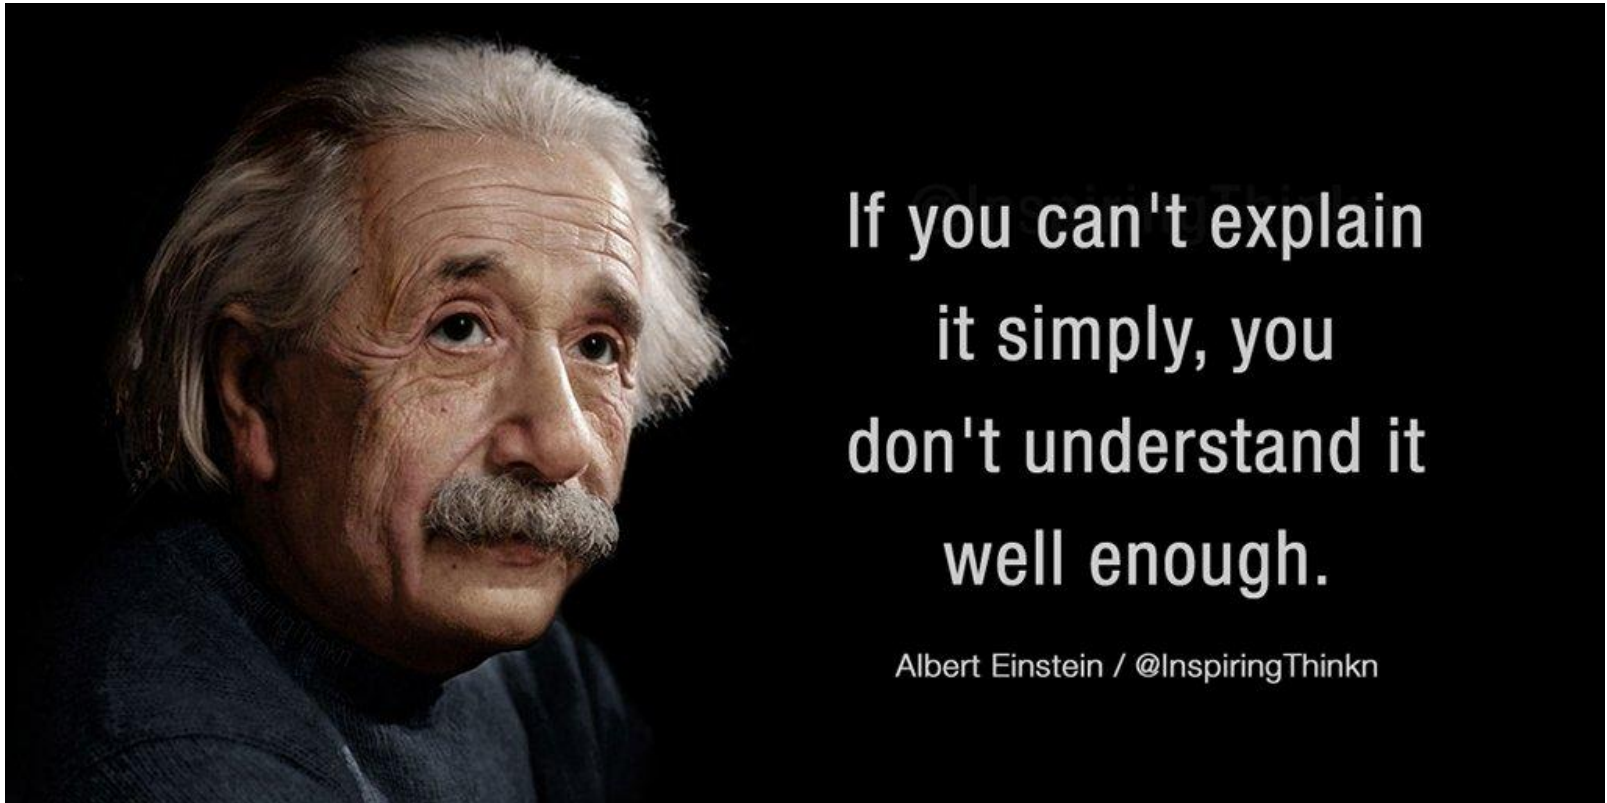 If you can't explain
it simply, you
don't understand it
well enough.
Albert Einstein / @InspiringThinkn